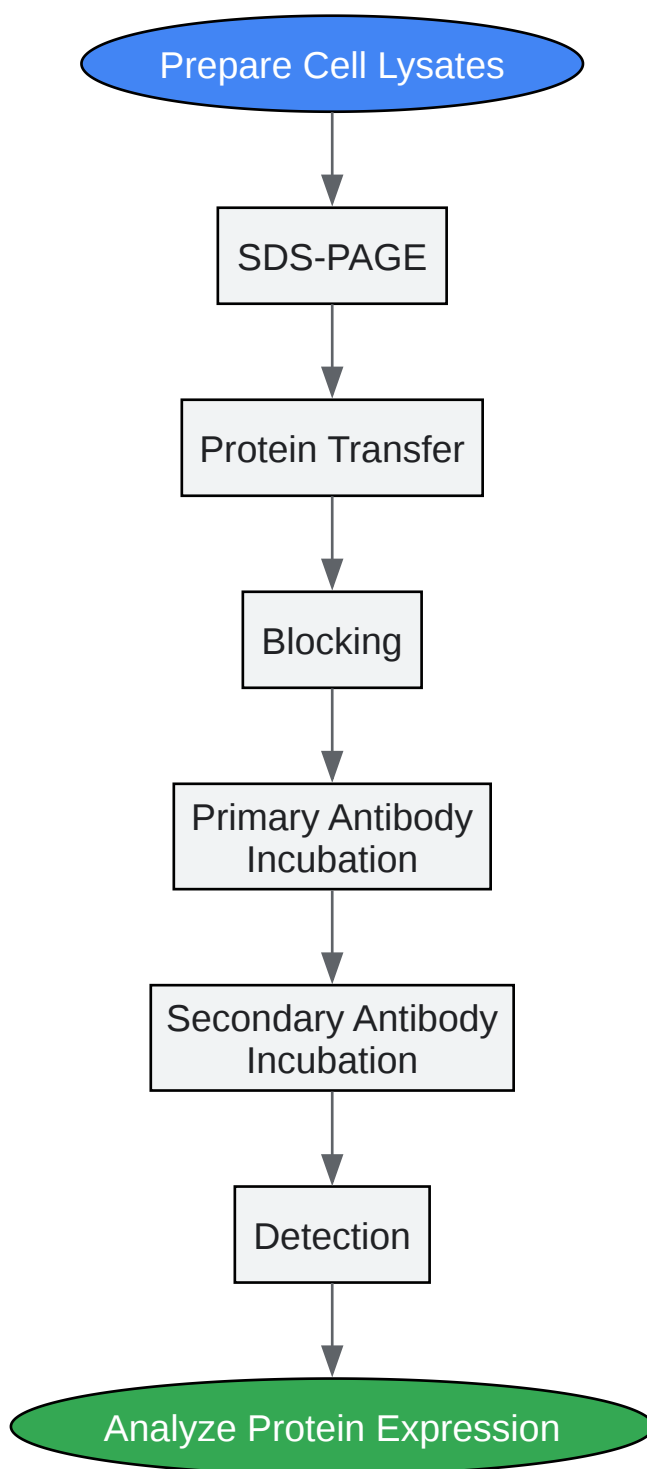 Prepare Cell Lysates
SDS-PAGE
Protein Transfer
Blocking
Primary Antibody
Incubation
Secondary Antibody
Incubation
Detection
Analyze Protein Expression